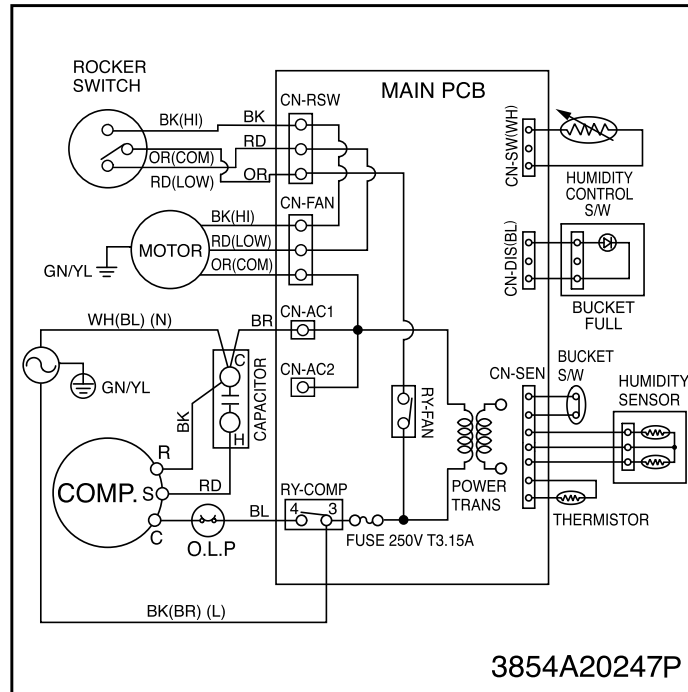 ROCKER
SWITCH
BK(HI)
OR(COM)
RD(LOW)
BK
RD
OR
CN-RSW
MAIN PCB
CN-SW(WH)
HUMIDITY
CONTROL
S/W
CN-FAN
BK(HI)
RD(LOW)
OR(COM)
MOTOR
GN/YL
CN-DIS(BL)
BUCKET
FULL
WH(BL) (N)
BR
CN-AC1
CN-AC2
GN/YL
C
H
CAPACITOR
BK
RY-FAN
CN-SEN
BUCKET
S/W
HUMIDITY
SENSOR
POWER
TRANS
THERMISTOR
COMP.
R
S
C
RD
BL
O.L.P
RY-COMP
4
3
FUSE 250V T3.15A
BK(BR) (L)
3854A20247P